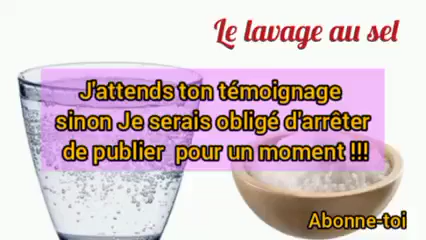 Le lavage au sel
J'attends ton témoignage
sinon Je serais obligé d'arrêter
de publier pour un moment !!!
Abonne-toi